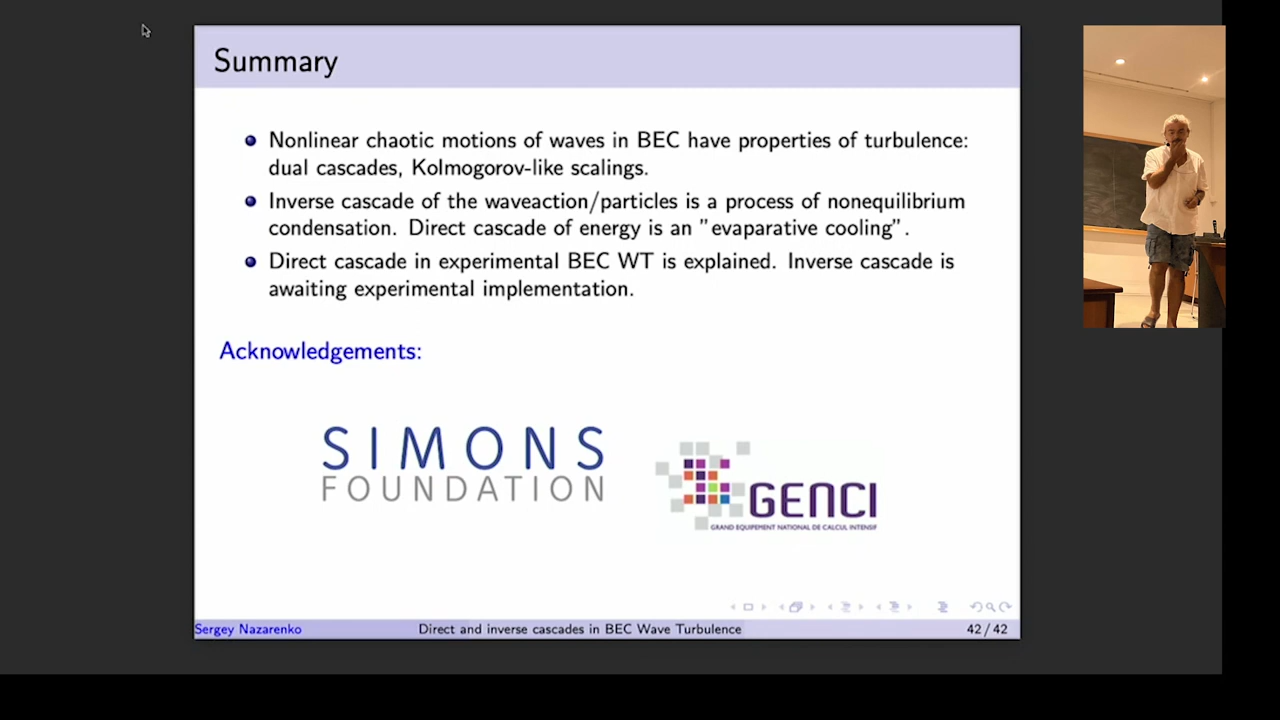 Summary
Nonlinear chaotic motions of waves in BEC have properties of turbulence:
dual cascades, Kolmogorov-like scalings.
Inverse cascade of the waveaction/particles is a process of nonequilibrium
condensation. Direct cascade of energy is an "evaparative cooling".
Direct cascade in experimental BEC WT is explained. Inverse cascade is
awaiting experimental implementation.
Acknowledgements:
SIMONS
FOUNDATION
GENCI
GRAND EQUIPEMENT NATIONAL DE CALCUL INTENSIF
Sergey Nazarenko
Direct and inverse cascades in BEC Wave Turbulence
42 / 42